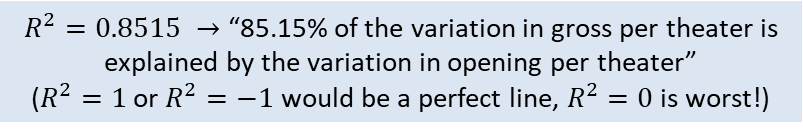 R² = 0.8515 → “85.15% of the variation in gross per theater is
explained by the variation in opening per theater”
(R² = 1 or R² = −1 would be a perfect line, R² = 0 is worst!)